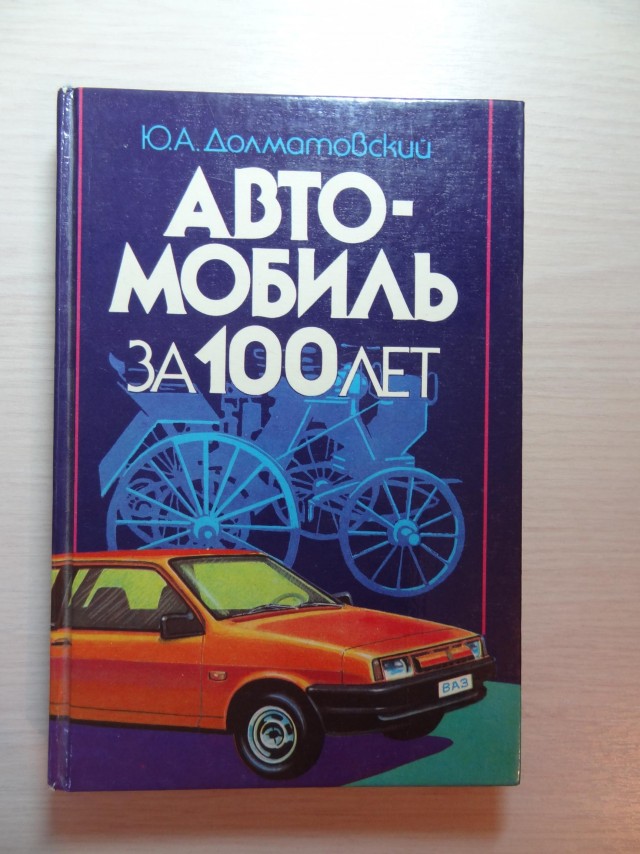 Ю.А. Долматовский
АВТО-
МОБИЛЬ
ЗА 100 ЛЕТ
ВАЗ